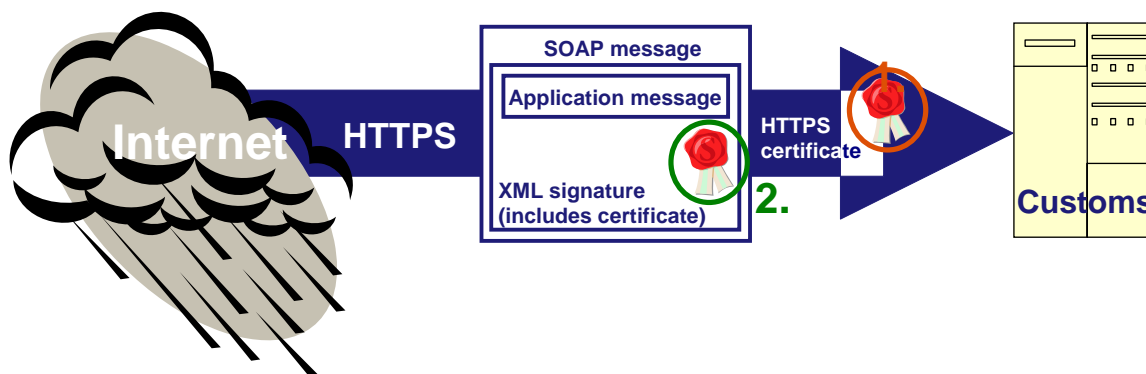 SOAP message
Application message
Internet
HTTPS
HTTPS
certificate
1.
S
S
XML signature
(includes certificate)
2.
Customs